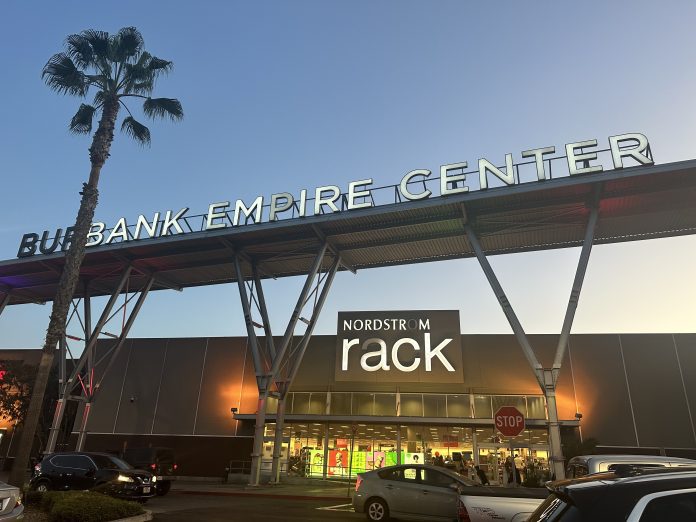 BURBANK EMPIRE CENTER
NORDSTROM
rack
STOP